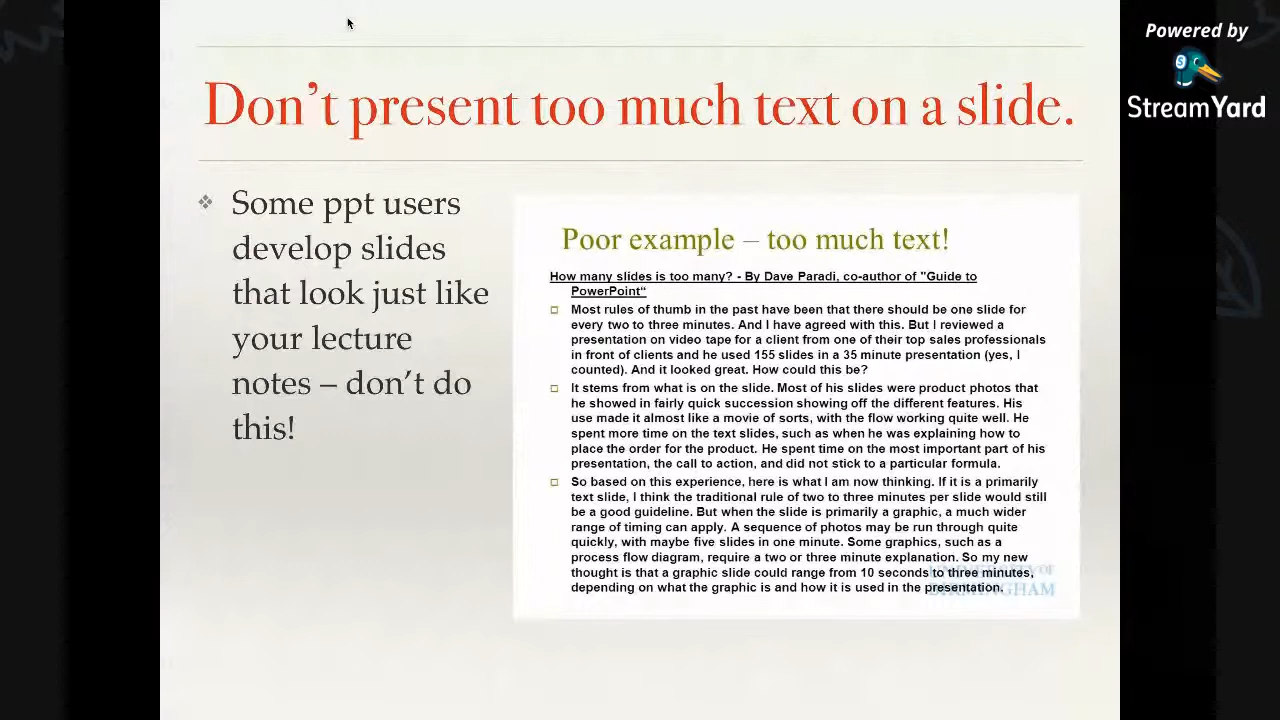 Powered by
StreamYard
Don't present too much text on a slide.
Some ppt users
develop slides
that look just like
your lecture
notes – don't do
this!
Poor example – too much text!
How many slides is too many? - By Dave Paradi, co-author of "Guide to
PowerPoint“
Most rules of thumb in the past have been that there should be one slide for
every two to three minutes. And I have agreed with this. But I reviewed a
presentation on video tape for a client from one of their top sales professionals
in front of clients and he used 155 slides in a 35 minute presentation (yes, I
counted). And it looked great. How could this be?
It stems from what is on the slide. Most of his slides were product photos that
he showed in fairly quick succession showing off the different features. His
use made it almost like a movie of sorts, with the flow working quite well. He
spent more time on the text slides, such as when he was explaining how to
place the order for the product. He spent time on the most important part of his
presentation, the call to action, and did not stick to a particular formula.
So based on this experience, here is what I am now thinking. If it is a primarily
text slide, I think the traditional rule of two to three minutes per slide would still
be a good guideline. But when the slide is primarily a graphic, a much wider
range of timing can apply. A sequence of photos may be run through quite
quickly, with maybe five slides in one minute. Some graphics, such as a
process flow diagram, require a two or three minute explanation. So my new
thought is that a graphic slide could range from 10 seconds to three minutes,
depending on what the graphic is and how it is used in the presentation.
UNIVERSITY OF
BIRMINGHAM